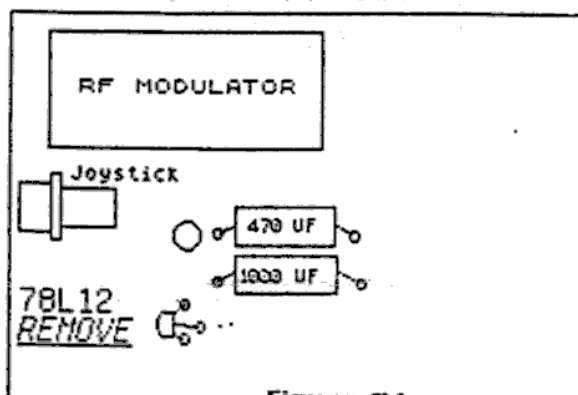 RF MODULATOR
Joystick
470 UF
1000 UF
78L12
REMOVE